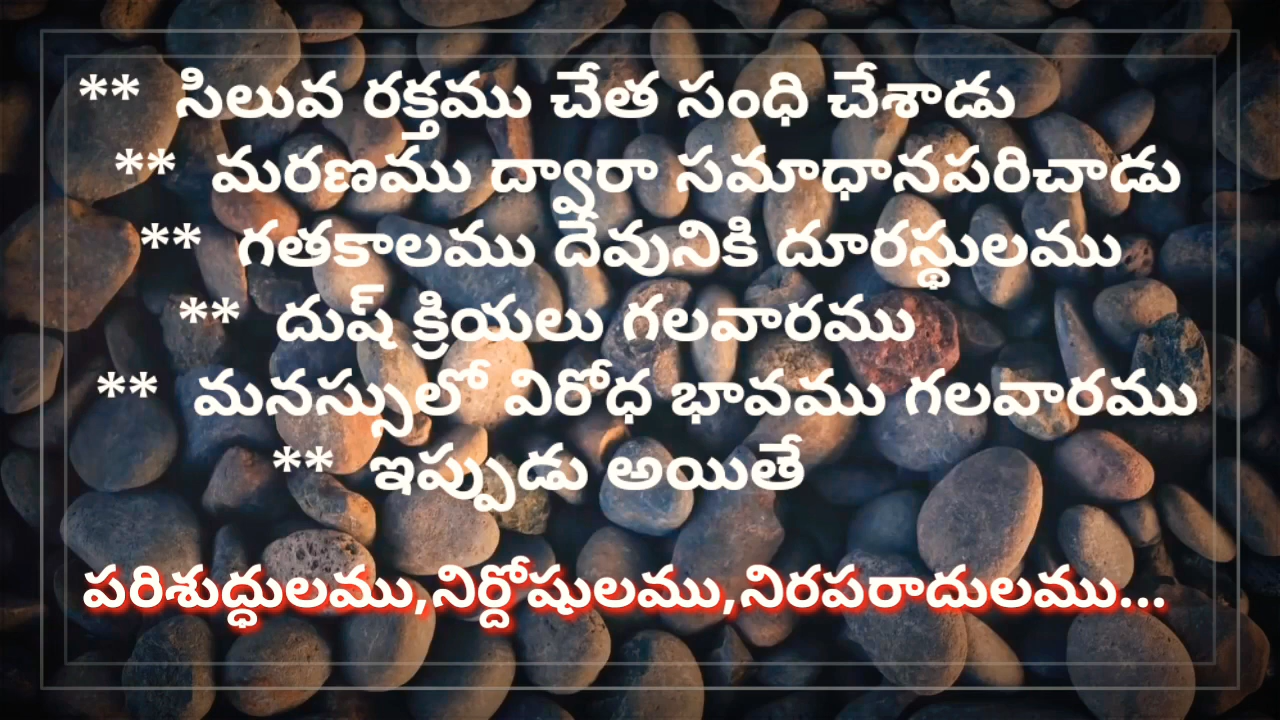 ** సిలువ రక్తము చేత సంధి చేశాడు
** మరణము ద్వారా సమాధానపరిచాడు
** గతకాలము దేవునికి దూరస్థులము
** దుష్ క్రియలు గలవారము
** మనస్సులో విరోధ భావము గలవారము
** ఇప్పుడు అయితే
పరిశుద్ధులము,నిర్దోషులము,నిరపరాదులము...